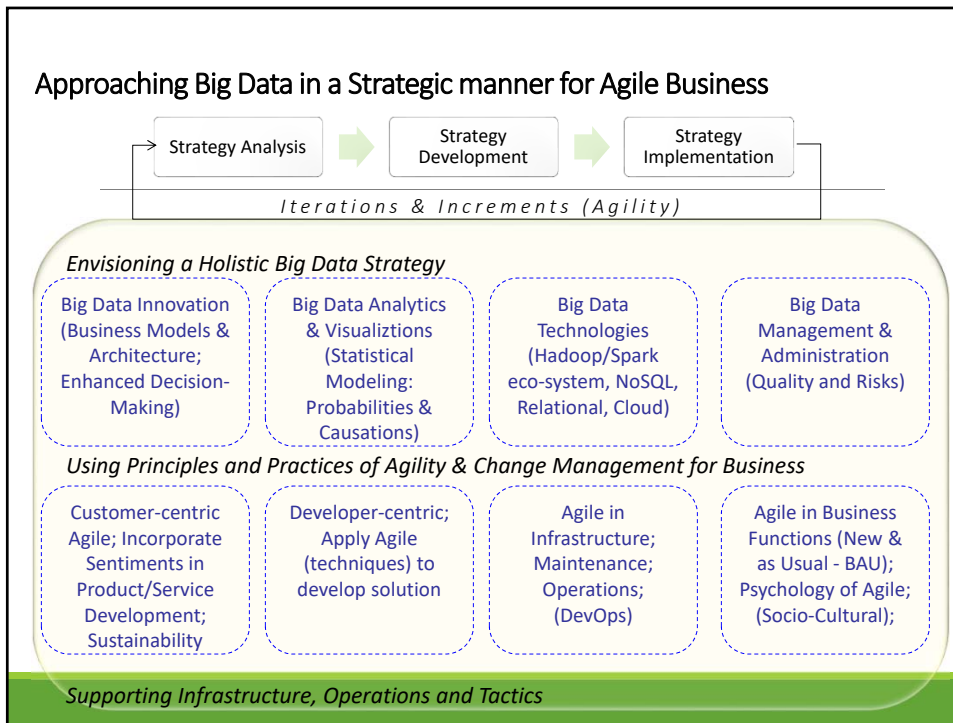 Approaching Big Data in a Strategic manner for Agile Business
Strategy Analysis
Strategy
Development
Strategy
Implementation
Iterations & Increments (Agility)
Envisioning a Holistic Big Data Strategy
Big Data Innovation
(Business Models &
Architecture;
Enhanced Decision-
Making)
Big Data Analytics
& Visualiztions
(Statistical
Modeling:
Probabilities &
Causations)
Big Data
Technologies
(Hadoop/Spark
eco-system, NoSQL,
Relational, Cloud)
Big Data
Management &
Administration
(Quality and Risks)
Using Principles and Practices of Agility & Change Management for Business
Customer-centric
Agile; Incorporate
Sentiments in
Product/Service
Development;
Sustainability
Developer-centric;
Apply Agile
(techniques) to
develop solution
Agile in
Infrastructure;
Maintenance;
Operations;
(DevOps)
Agile in Business
Functions (New &
as Usual - BAU);
Psychology of Agile;
(Socio-Cultural);
Supporting Infrastructure, Operations and Tactics